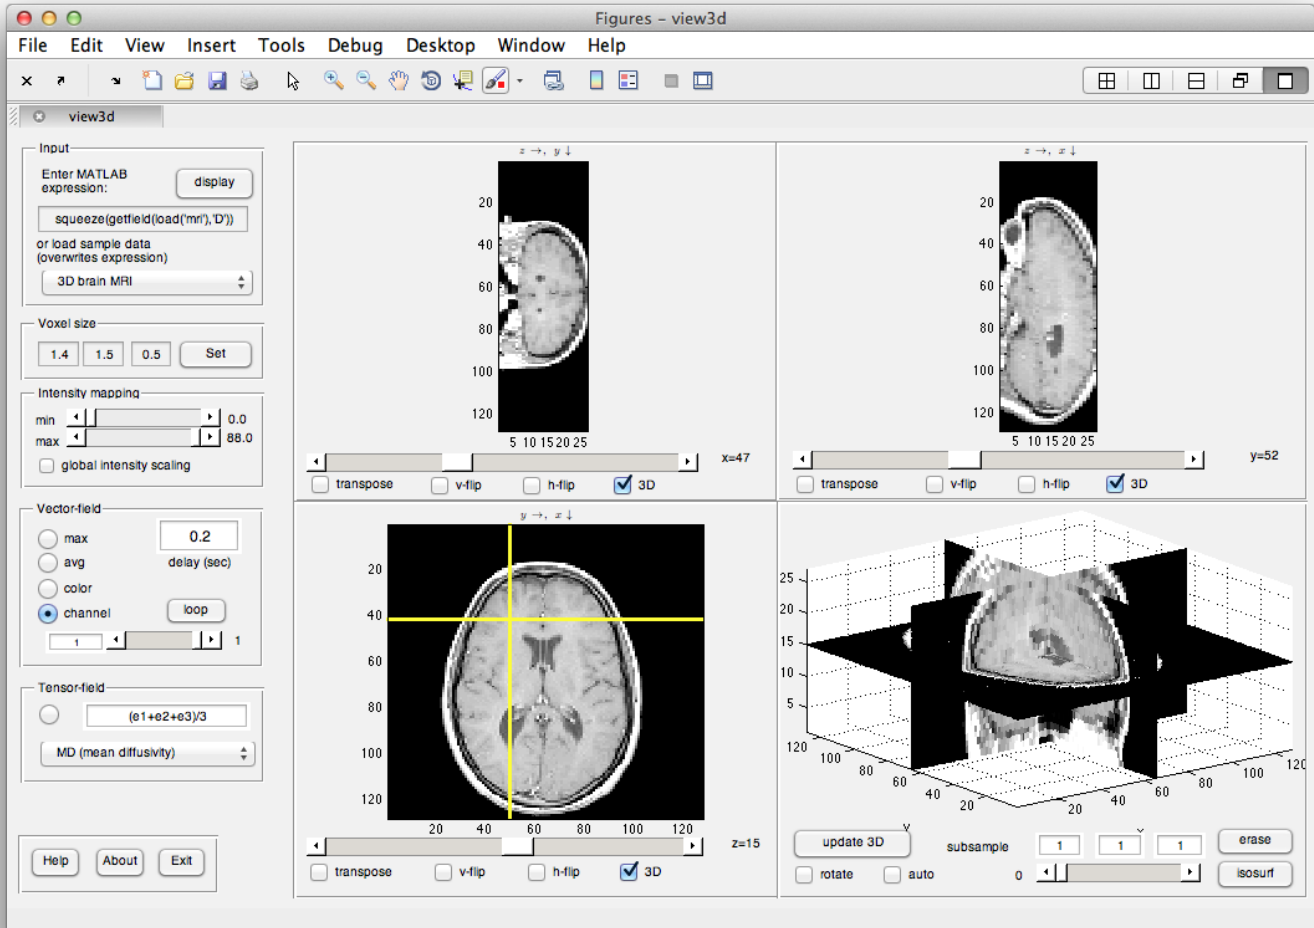 Figures – view3d
File Edit View Insert Tools Debug Desktop Window Help
view3d
Input
Enter MATLAB
expression:
display
squeeze(getfield(load('mri'),'D'))
or load sample data
(overwrites expression)
3D brain MRI
Voxel size
1.4 1.5 0.5 Set
Intensity mapping
min 0.0
max 88.0
global intensity scaling
Vector-field
max 0.2
avg delay (sec)
color
channel loop
1 1
Tensor-field
(e1+e2+e3)/3
MD (mean diffusivity)
Help About Exit
z →, y ↓
20
40
60
80
100
120
5 10 15 20 25
x=47
transpose v-flip h-flip 3D
z →, x ↓
20
40
60
80
100
120
5 10 15 20 25
y=52
transpose v-flip h-flip 3D
y →, x ↓
20
40
60
80
100
120
20 40 60 80 100 120
z=15
transpose v-flip h-flip 3D
25
20
15
10
5
120 100 80 60 40 20
20 40 60 80 100 120
update 3D subsample 1 1 1 erase
rotate auto 0 isosurf